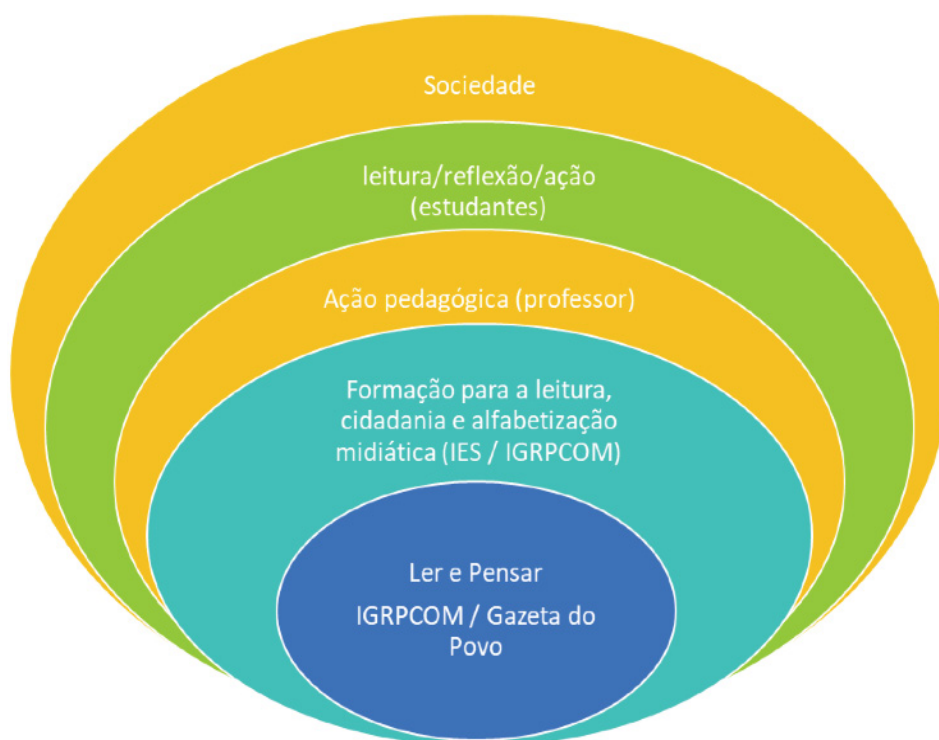 Sociedade
leitura/reflexão/ação
(estudantes)
Ação pedagógica (professor)
Formação para a leitura,
cidadania e alfabetização
midiática (IES / IGRPCOM)
Ler e Pensar
IGRPCOM / Gazeta do
Povo